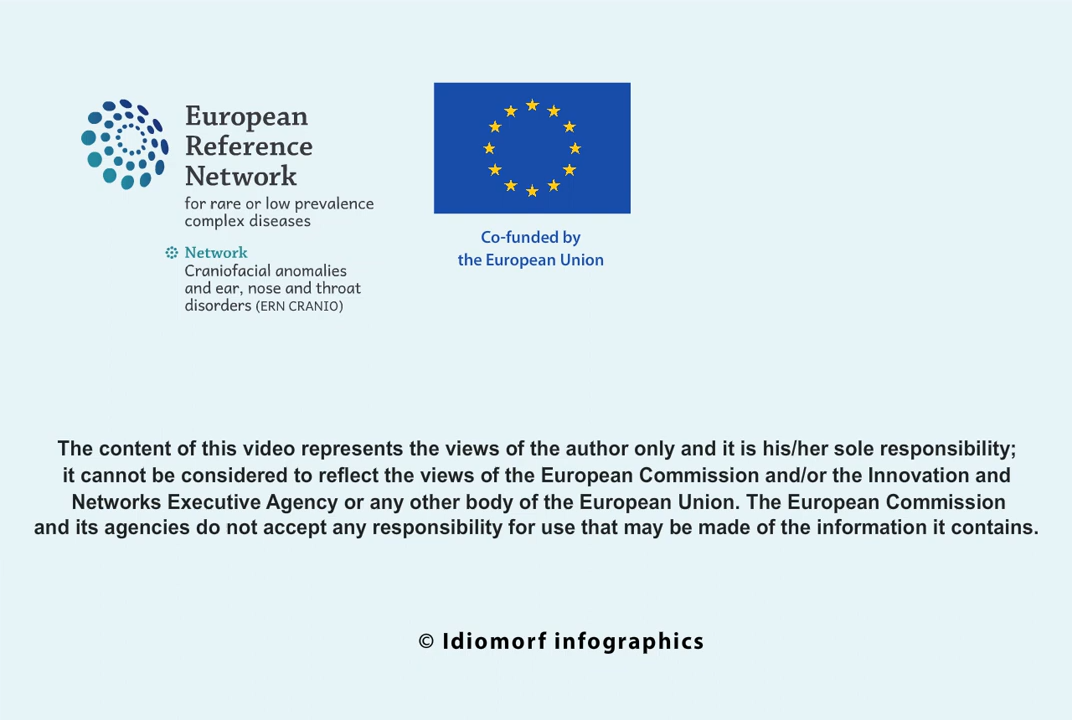 European
Reference
Network
for rare or low prevalence
complex diseases
Network
Craniofacial anomalies
and ear, nose and throat
disorders (ERN CRANIO)
Co-funded by
the European Union
The content of this video represents the views of the author only and it is his/her sole responsibility;
it cannot be considered to reflect the views of the European Commission and/or the Innovation and
Networks Executive Agency or any other body of the European Union. The European Commission
and its agencies do not accept any responsibility for use that may be made of the information it contains.
© Idiomorf infographics